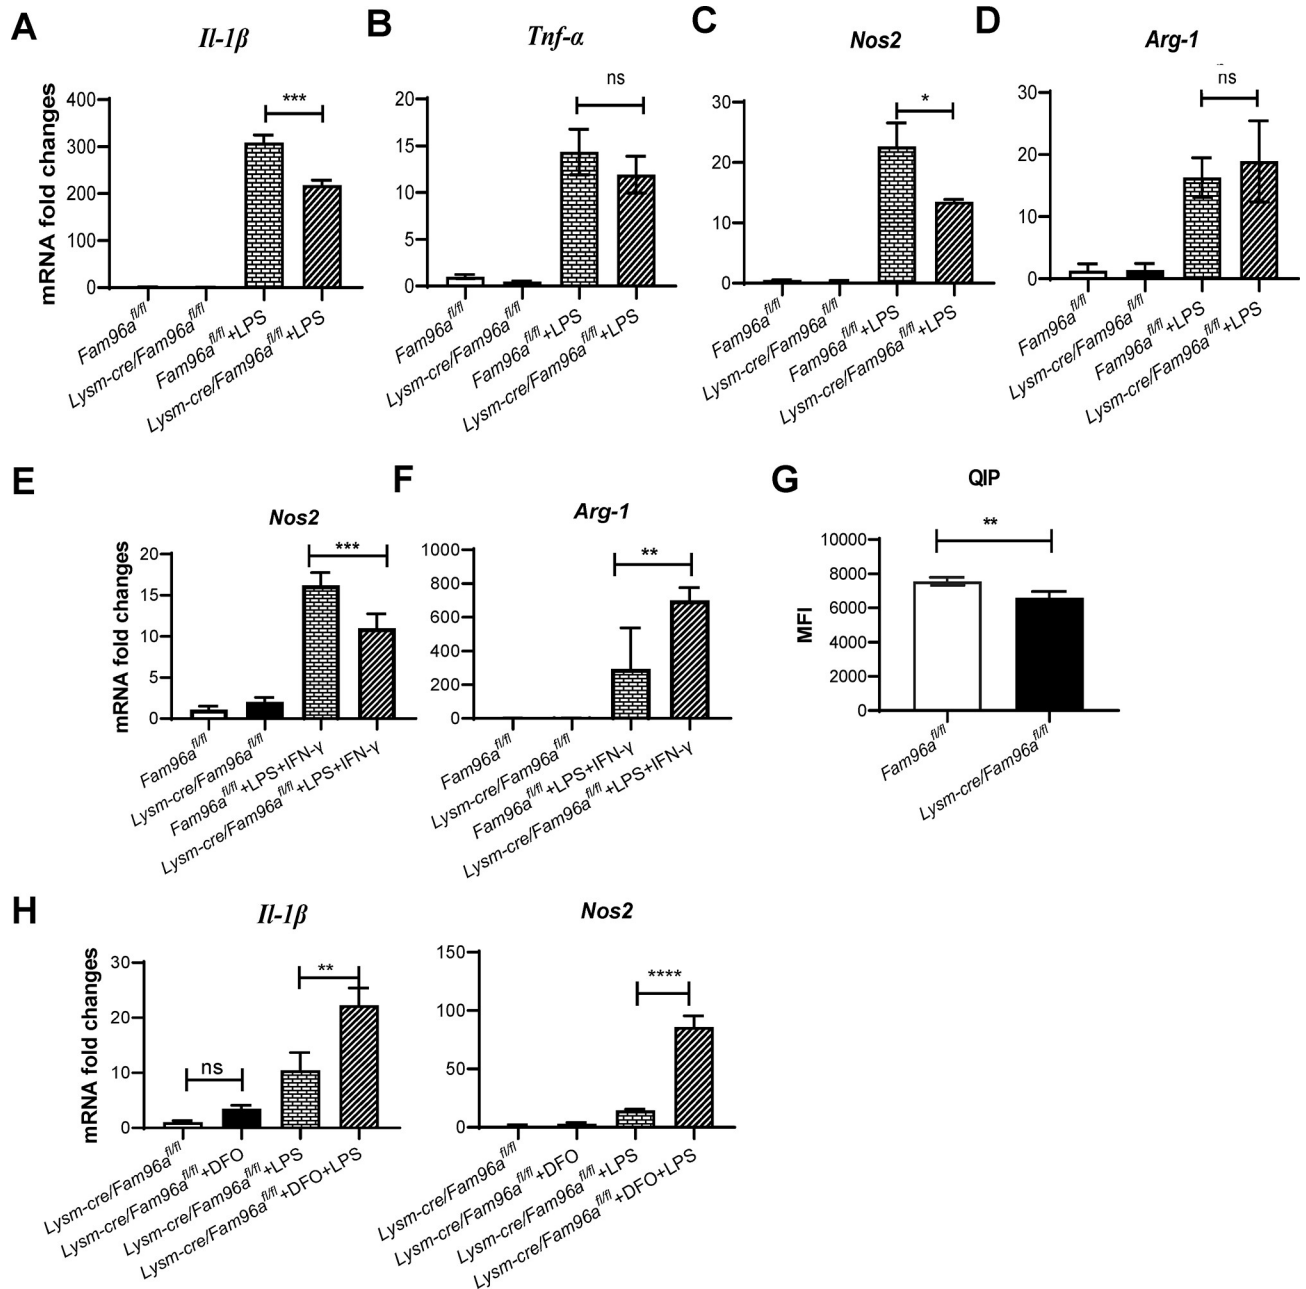 A
Il-1β
mRNA fold changes
400
300
200
100
0
***
Fam96a^fl/fl
Lysm-cre/Fam96a^fl/fl
Fam96a^fl/fl+LPS
Lysm-cre/Fam96a^fl/fl+LPS
B
Tnf-α
20
15
10
5
0
ns
Fam96a^fl/fl
Lysm-cre/Fam96a^fl/fl
Fam96a^fl/fl+LPS
Lysm-cre/Fam96a^fl/fl+LPS
C
Nos2
30
20
10
0
*
Fam96a^fl/fl
Lysm-cre/Fam96a^fl/fl
Fam96a^fl/fl+LPS
Lysm-cre/Fam96a^fl/fl+LPS
D
Arg-1
30
20
10
0
ns
Fam96a^fl/fl
Lysm-cre/Fam96a^fl/fl
Fam96a^fl/fl+LPS
Lysm-cre/Fam96a^fl/fl+LPS
E
Nos2
mRNA fold changes
20
15
10
5
0
***
Fam96a^fl/fl
Lysm-cre/Fam96a^fl/fl
Fam96a^fl/fl+LPS+IFN-γ
Lysm-cre/Fam96a^fl/fl+LPS+IFN-γ
F
Arg-1
1000
800
600
400
200
0
**
Fam96a^fl/fl
Lysm-cre/Fam96a^fl/fl
Fam96a^fl/fl+LPS+IFN-γ
Lysm-cre/Fam96a^fl/fl+LPS+IFN-γ
G
QIP
MFI
10000
8000
6000
4000
2000
0
**
Fam96a^fl/fl
Lysm-cre/Fam96a^fl/fl
H
Il-1β
mRNA fold changes
30
20
10
0
ns
**
Lysm-cre/Fam96a^fl/fl
Lysm-cre/Fam96a^fl/fl+DFO
Lysm-cre/Fam96a^fl/fl+LPS
Lysm-cre/Fam96a^fl/fl+DFO+LPS
Nos2
150
100
50
0
****
Lysm-cre/Fam96a^fl/fl
Lysm-cre/Fam96a^fl/fl+DFO
Lysm-cre/Fam96a^fl/fl+LPS
Lysm-cre/Fam96a^fl/fl+DFO+LPS